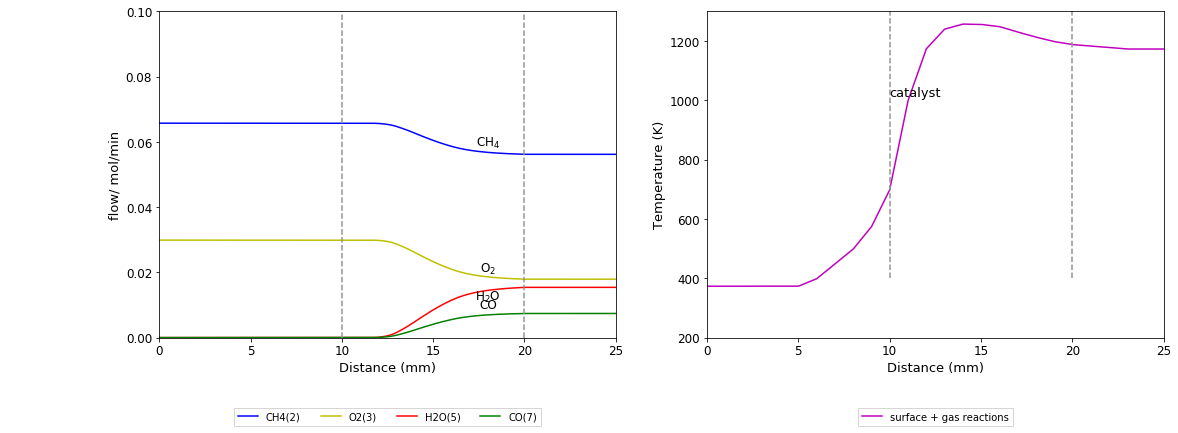 0.10
0.08
0.06
0.04
0.02
0.00
flow/ mol/min
CH₄
O₂
H₂O
CO
0 5 10 15 20 25
Distance (mm)
CH4(2) O2(3) H2O(5) CO(7)
1200
1000
800
600
400
200
Temperature (K)
catalyst
0 5 10 15 20 25
Distance (mm)
surface + gas reactions